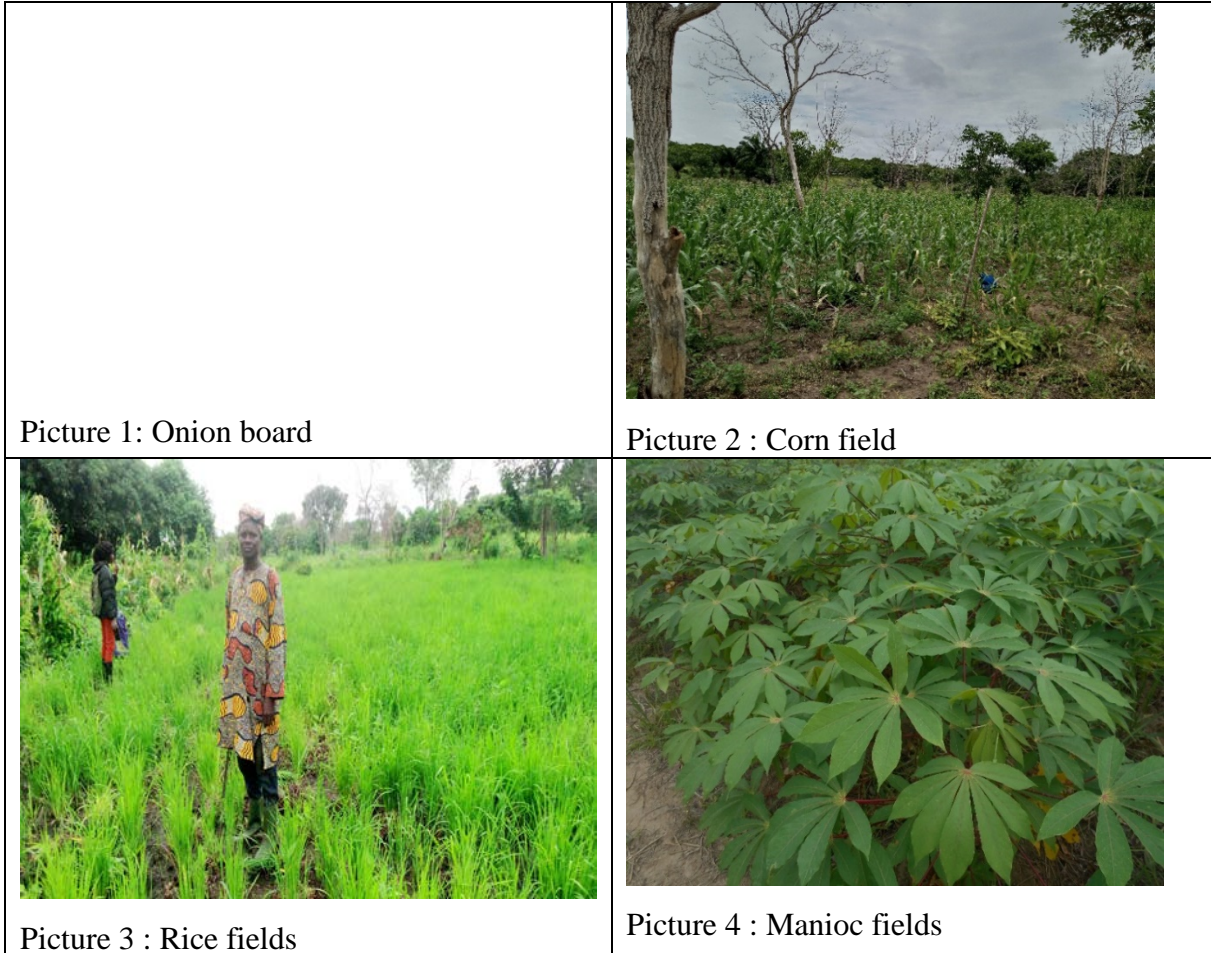 Picture 1: Onion board
Picture 2 : Corn field
Picture 3 : Rice fields
Picture 4 : Manioc fields